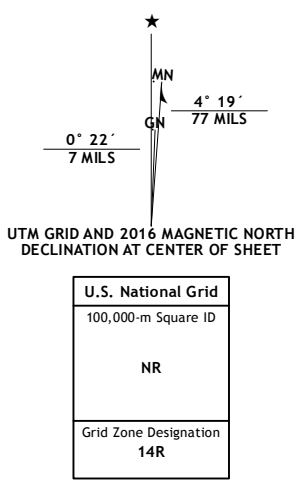 ★
MN
4° 19´
77 MILS
GN
0° 22´
7 MILS
UTM GRID AND 2016 MAGNETIC NORTH
DECLINATION AT CENTER OF SHEET
U.S. National Grid
100,000-m Square ID
NR
Grid Zone Designation
14R